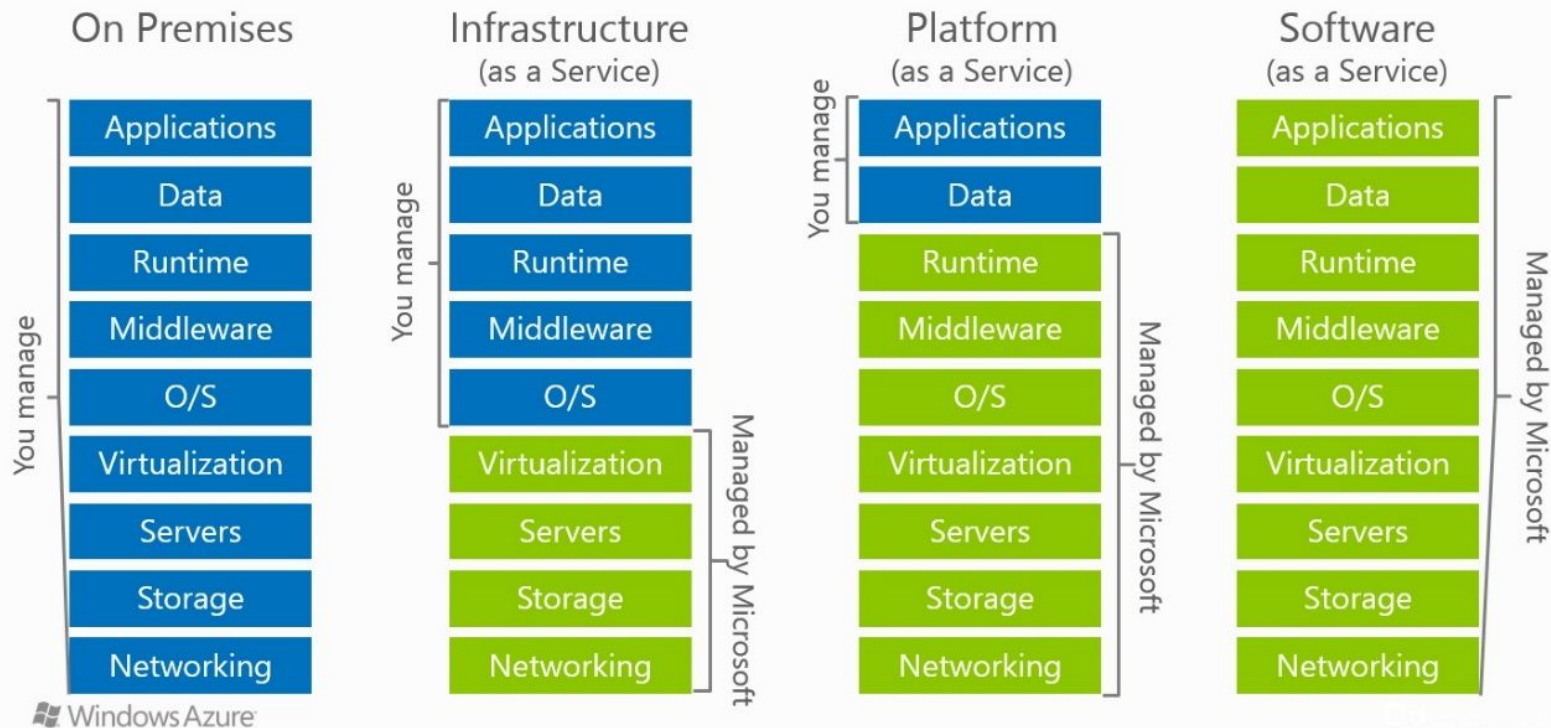 On Premises
Infrastructure
(as a Service)
Platform
(as a Service)
Software
(as a Service)
You manage
Applications
Data
Runtime
Middleware
O/S
Virtualization
Servers
Storage
Networking
You manage
Applications
Data
Runtime
Middleware
O/S
Virtualization
Servers
Storage
Networking
Managed by Microsoft
You manage
Applications
Data
Runtime
Middleware
O/S
Virtualization
Servers
Storage
Networking
Managed by Microsoft
Applications
Data
Runtime
Middleware
O/S
Virtualization
Servers
Storage
Networking
Managed by Microsoft
Windows Azure